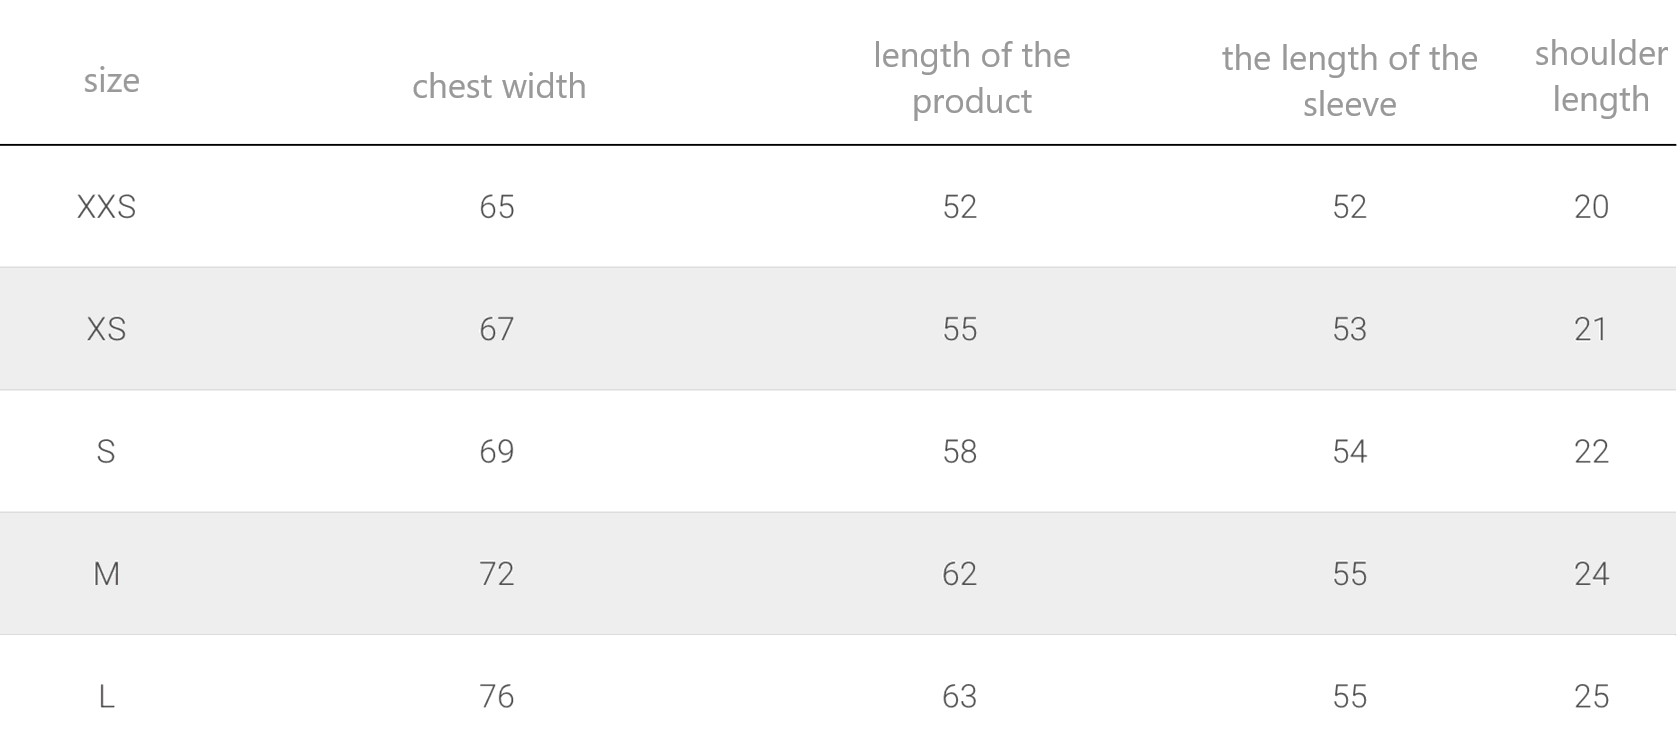 size chest width length of the product the length of the sleeve shoulder length
XXS 65 52 52 20
XS 67 55 53 21
S 69 58 54 22
M 72 62 55 24
L 76 63 55 25